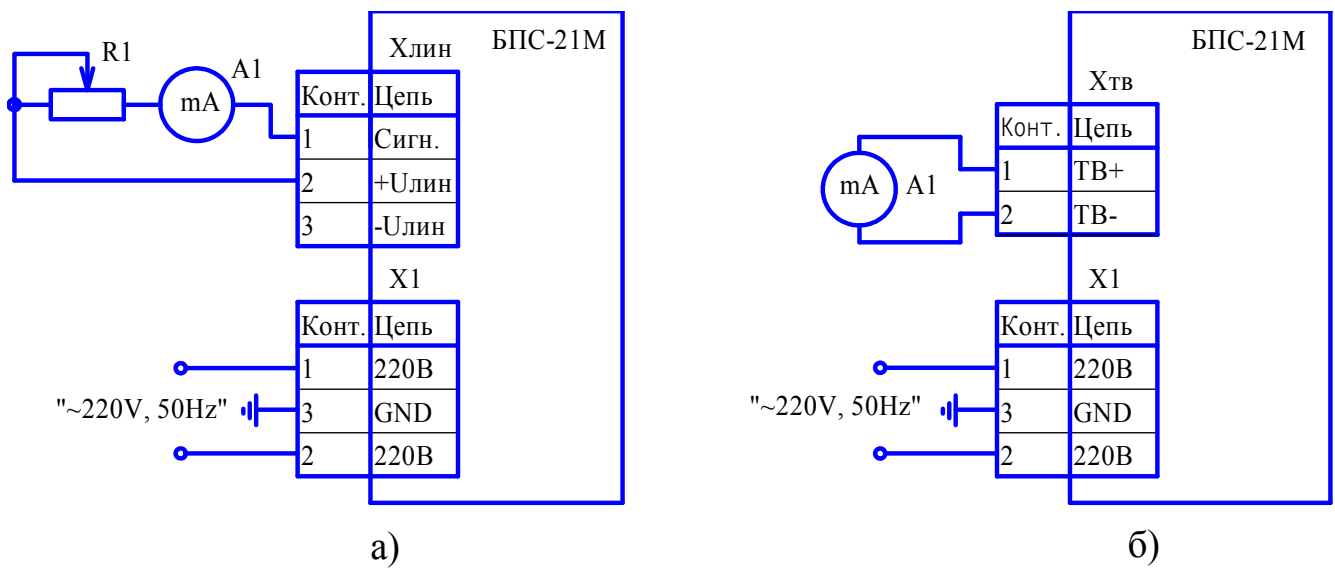 R1
A1
mA
Хлин
БПС-21М
Конт. Цепь
1 Сигн.
2 +Uлин
3 -Uлин
X1
Конт. Цепь
1 220В
"~220V, 50Hz" 3 GND
2 220В
а)
БПС-21М
Хтв
Конт. Цепь
mA A1
1 ТВ+
2 ТВ-
X1
Конт. Цепь
1 220В
"~220V, 50Hz" 3 GND
2 220В
б)